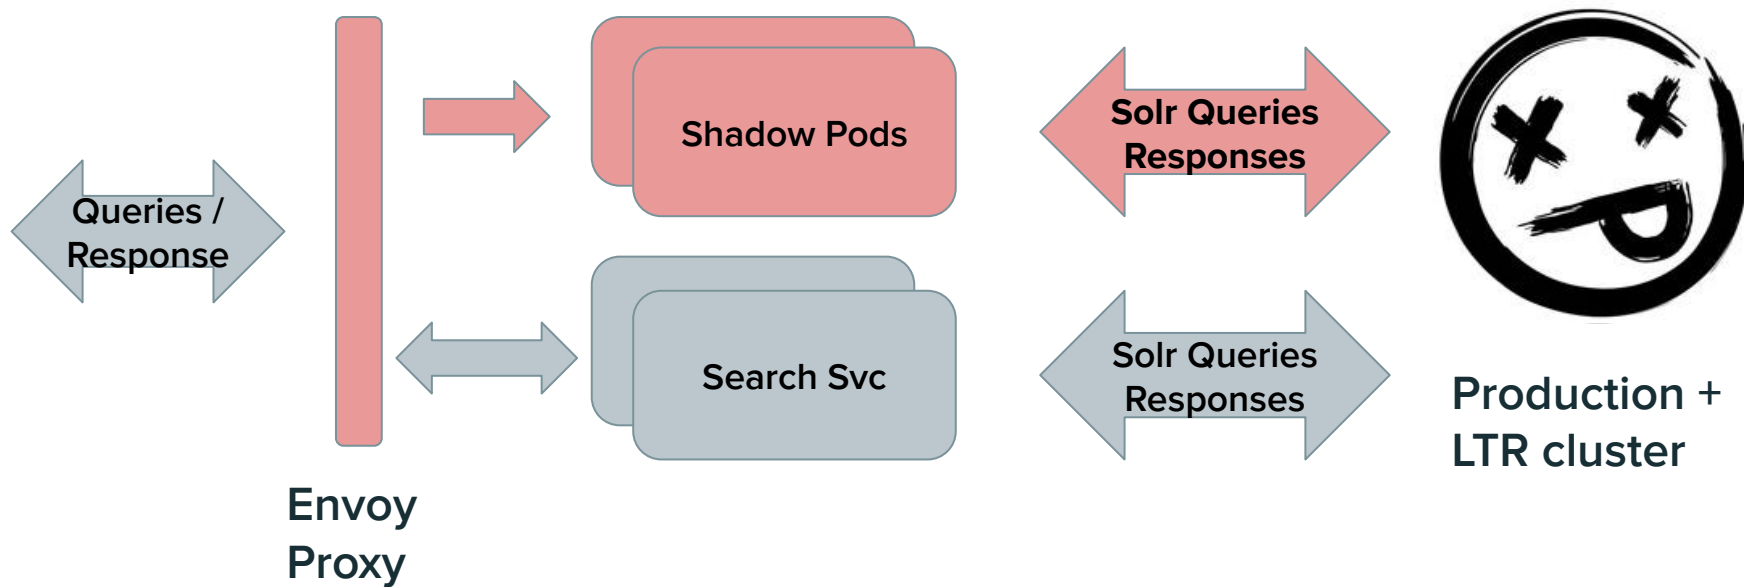 Queries /
Response
Envoy
Proxy
Shadow Pods
Search Svc
Solr Queries
Responses
Solr Queries
Responses
Production +
LTR cluster